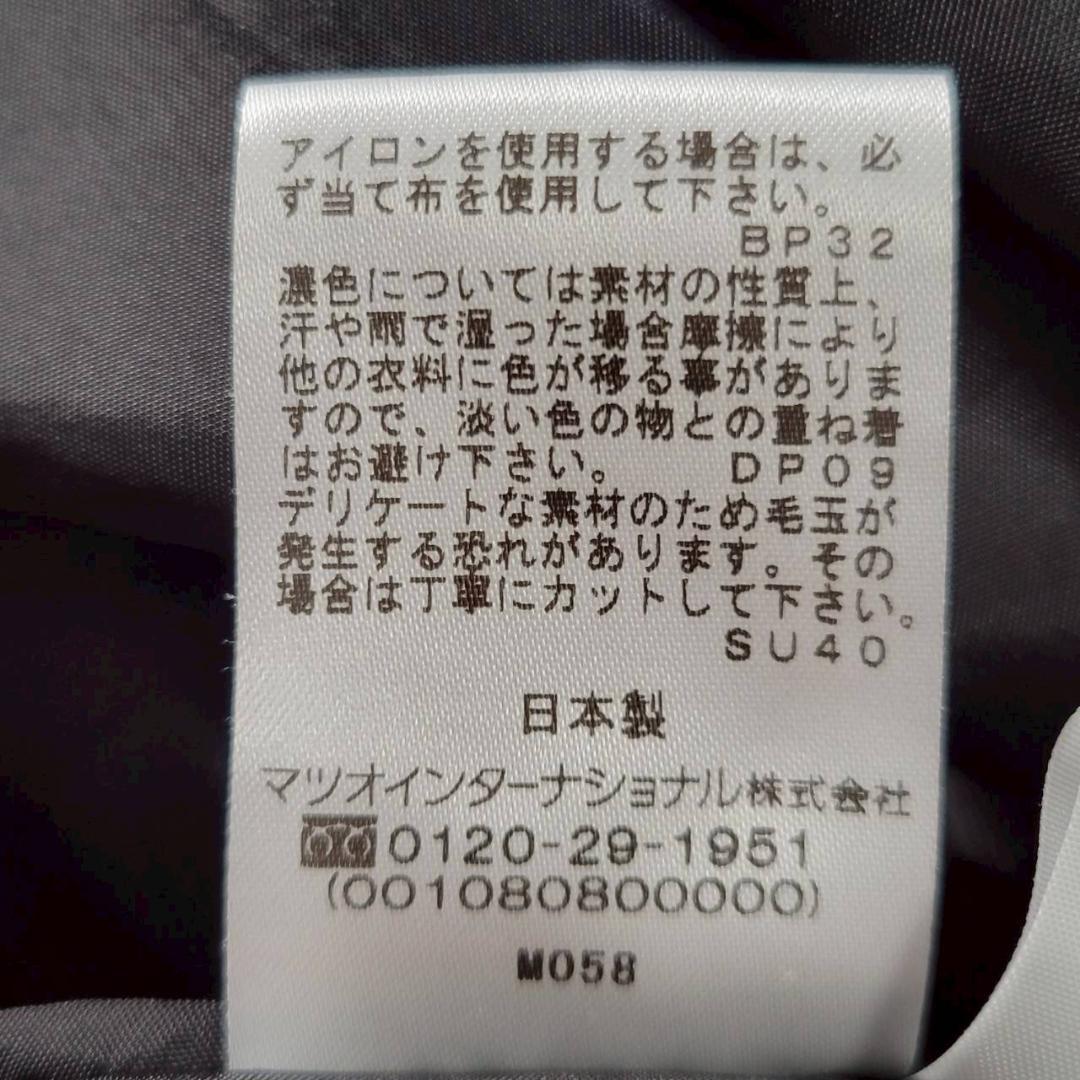 アイロンを使用する場合は、必
ず当て布を使用して下さい。
BP32
濃色については素材の性質上、
汗や雨で湿った場合摩擦により
他の衣料に色が移る事がありま
すので、淡い色の物との重ね着
はお避け下さい。 DP09
デリケートな素材のため毛玉が
発生する恐れがあります。その
場合は丁寧にカットして下さい。
SU40
日本製
マツオインターナショナル株式会社
0120-29-1951
(001080800000)
M058